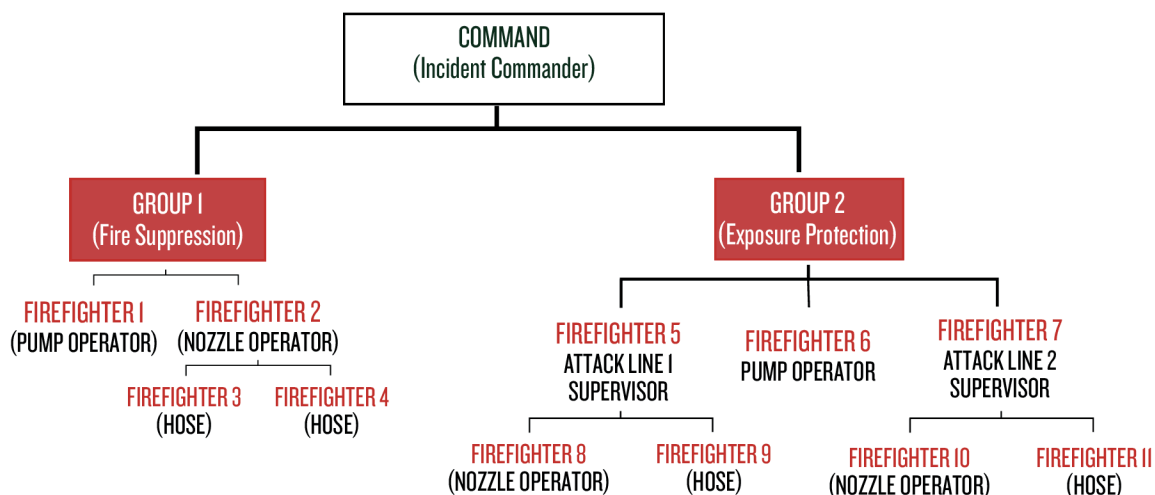 COMMAND
(Incident Commander)
GROUP 1
(Fire Suppression)
GROUP 2
(Exposure Protection)
FIREFIGHTER 1
(PUMP OPERATOR)
FIREFIGHTER 2
(NOZZLE OPERATOR)
FIREFIGHTER 3
(HOSE)
FIREFIGHTER 4
(HOSE)
FIREFIGHTER 5
ATTACK LINE 1
SUPERVISOR
FIREFIGHTER 6
PUMP OPERATOR
FIREFIGHTER 7
ATTACK LINE 2
SUPERVISOR
FIREFIGHTER 8
(NOZZLE OPERATOR)
FIREFIGHTER 9
(HOSE)
FIREFIGHTER 10
(NOZZLE OPERATOR)
FIREFIGHTER 11
(HOSE)